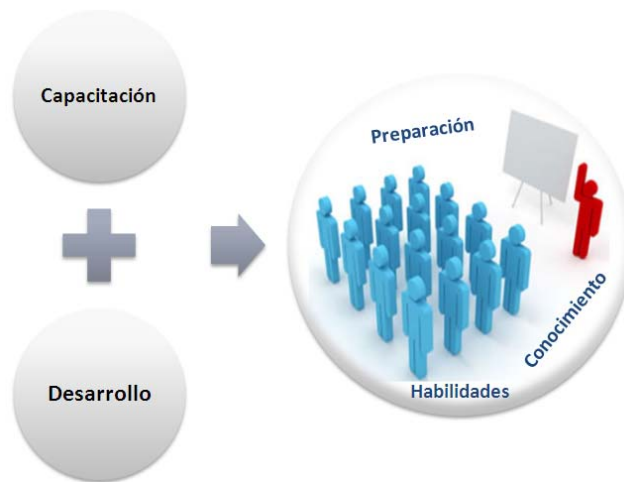 Capacitación
Desarrollo
Preparación
Conocimiento
Habilidades